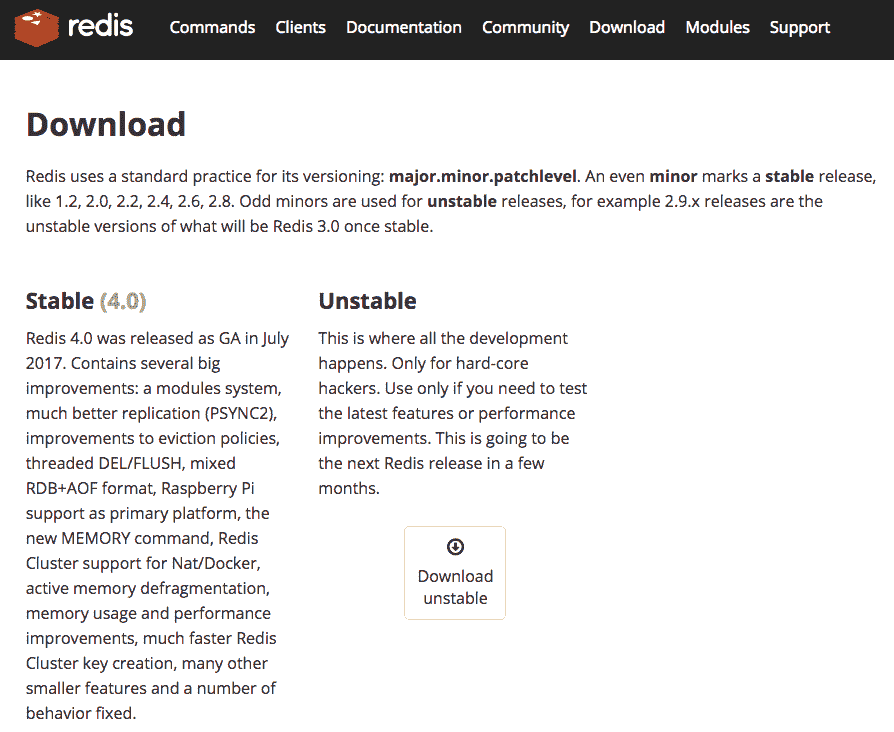 redis Commands Clients Documentation Community Download Modules Support
Download
Redis uses a standard practice for its versioning: major.minor.patchlevel. An even minor marks a stable release,
like 1.2, 2.0, 2.2, 2.4, 2.6, 2.8. Odd minors are used for unstable releases, for example 2.9.x releases are the
unstable versions of what will be Redis 3.0 once stable.
Stable (4.0)
Redis 4.0 was released as GA in July
2017. Contains several big
improvements: a modules system,
much better replication (PSYNC2),
improvements to eviction policies,
threaded DEL/FLUSH, mixed
RDB+AOF format, Raspberry Pi
support as primary platform, the
new MEMORY command, Redis
Cluster support for Nat/Docker,
active memory defragmentation,
memory usage and performance
improvements, much faster Redis
Cluster key creation, many other
smaller features and a number of
behavior fixed.
Unstable
This is where all the development
happens. Only for hard-core
hackers. Use only if you need to test
the latest features or performance
improvements. This is going to be
the next Redis release in a few
months.
Download
unstable